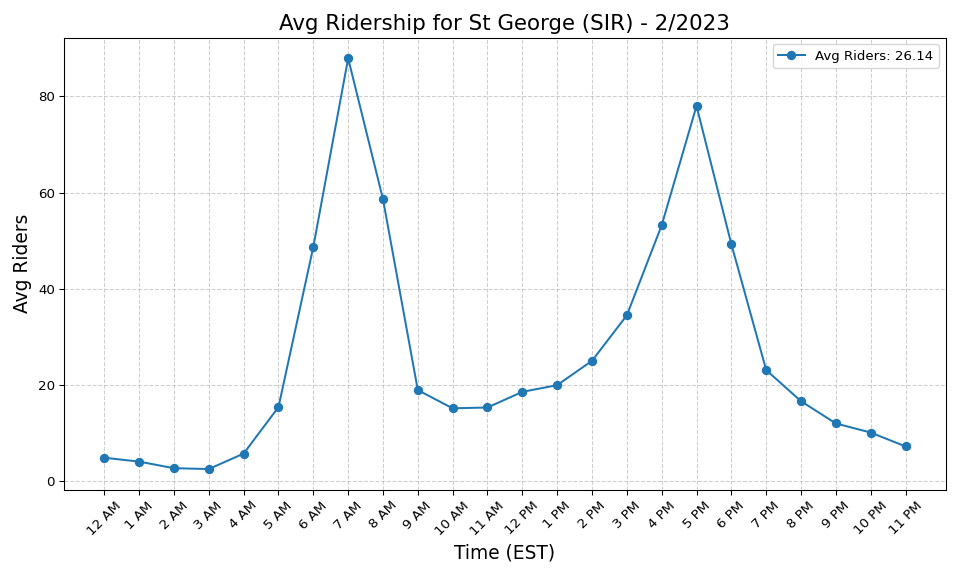 Avg Ridership for St George (SIR) - 2/2023
Avg Riders: 26.14
Avg Riders
80
60
40
20
0
12 AM 1 AM 2 AM 3 AM 4 AM 5 AM 6 AM 7 AM 8 AM 9 AM 10 AM 11 AM 12 PM 1 PM 2 PM 3 PM 4 PM 5 PM 6 PM 7 PM 8 PM 9 PM 10 PM 11 PM
Time (EST)